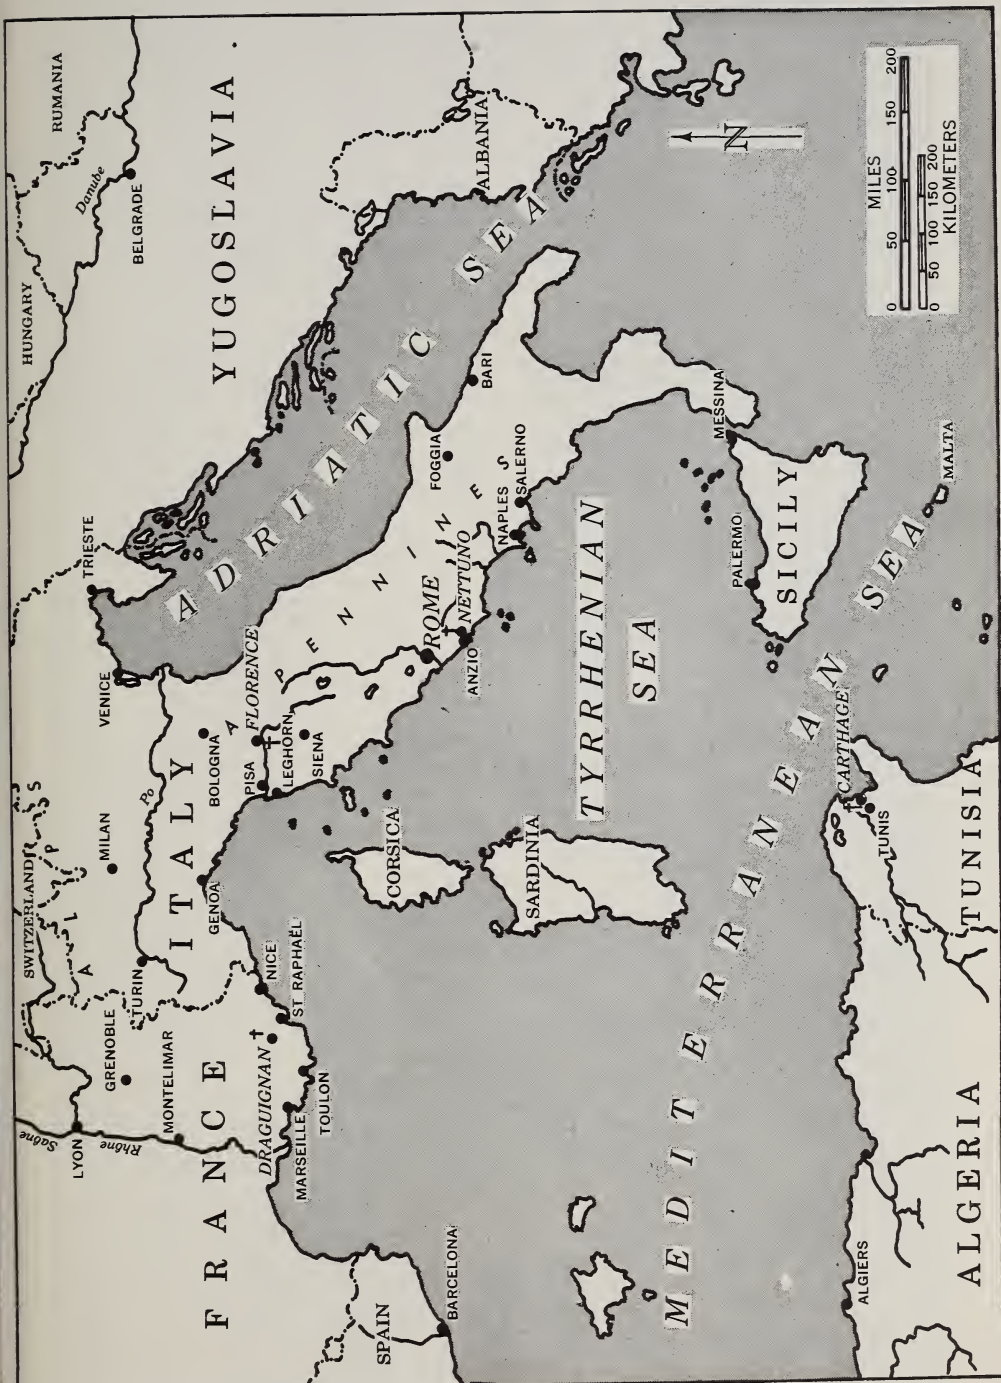 SWITZERLAND
HUNGARY
RUMANIA
Saône
LYON
Rhône
GRENOBLE
A L P S
MILAN
TRIESTE
Danube
BELGRADE
TURIN
Po
VENICE
MONTELIMAR
FRANCE
ITALY
YUGOSLAVIA
BOLOGNA
GENOA
PISA
FLORENCE
LEGHORN
SIENA
NICE
ST RAPHAËL
DRAGUIGNAN
MARSEILLE
TOULON
ADRIATIC SEA
APENNINES
SPAIN
BARCELONA
CORSICA
ROME
NETTUNO
ANZIO
FOGGIA
BARI
NAPLES
SALERNO
ALBANIA
SARDINIA
TYRRHENIAN
SEA
MEDITERRANEAN SEA
PALERMO
MESSINA
SICILY
MALTA
N
CARTHAGE
TUNIS
TUNISIA
ALGIERS
ALGERIA
MILES
0 50 100 150 200
0 50 100 150 200
KILOMETERS